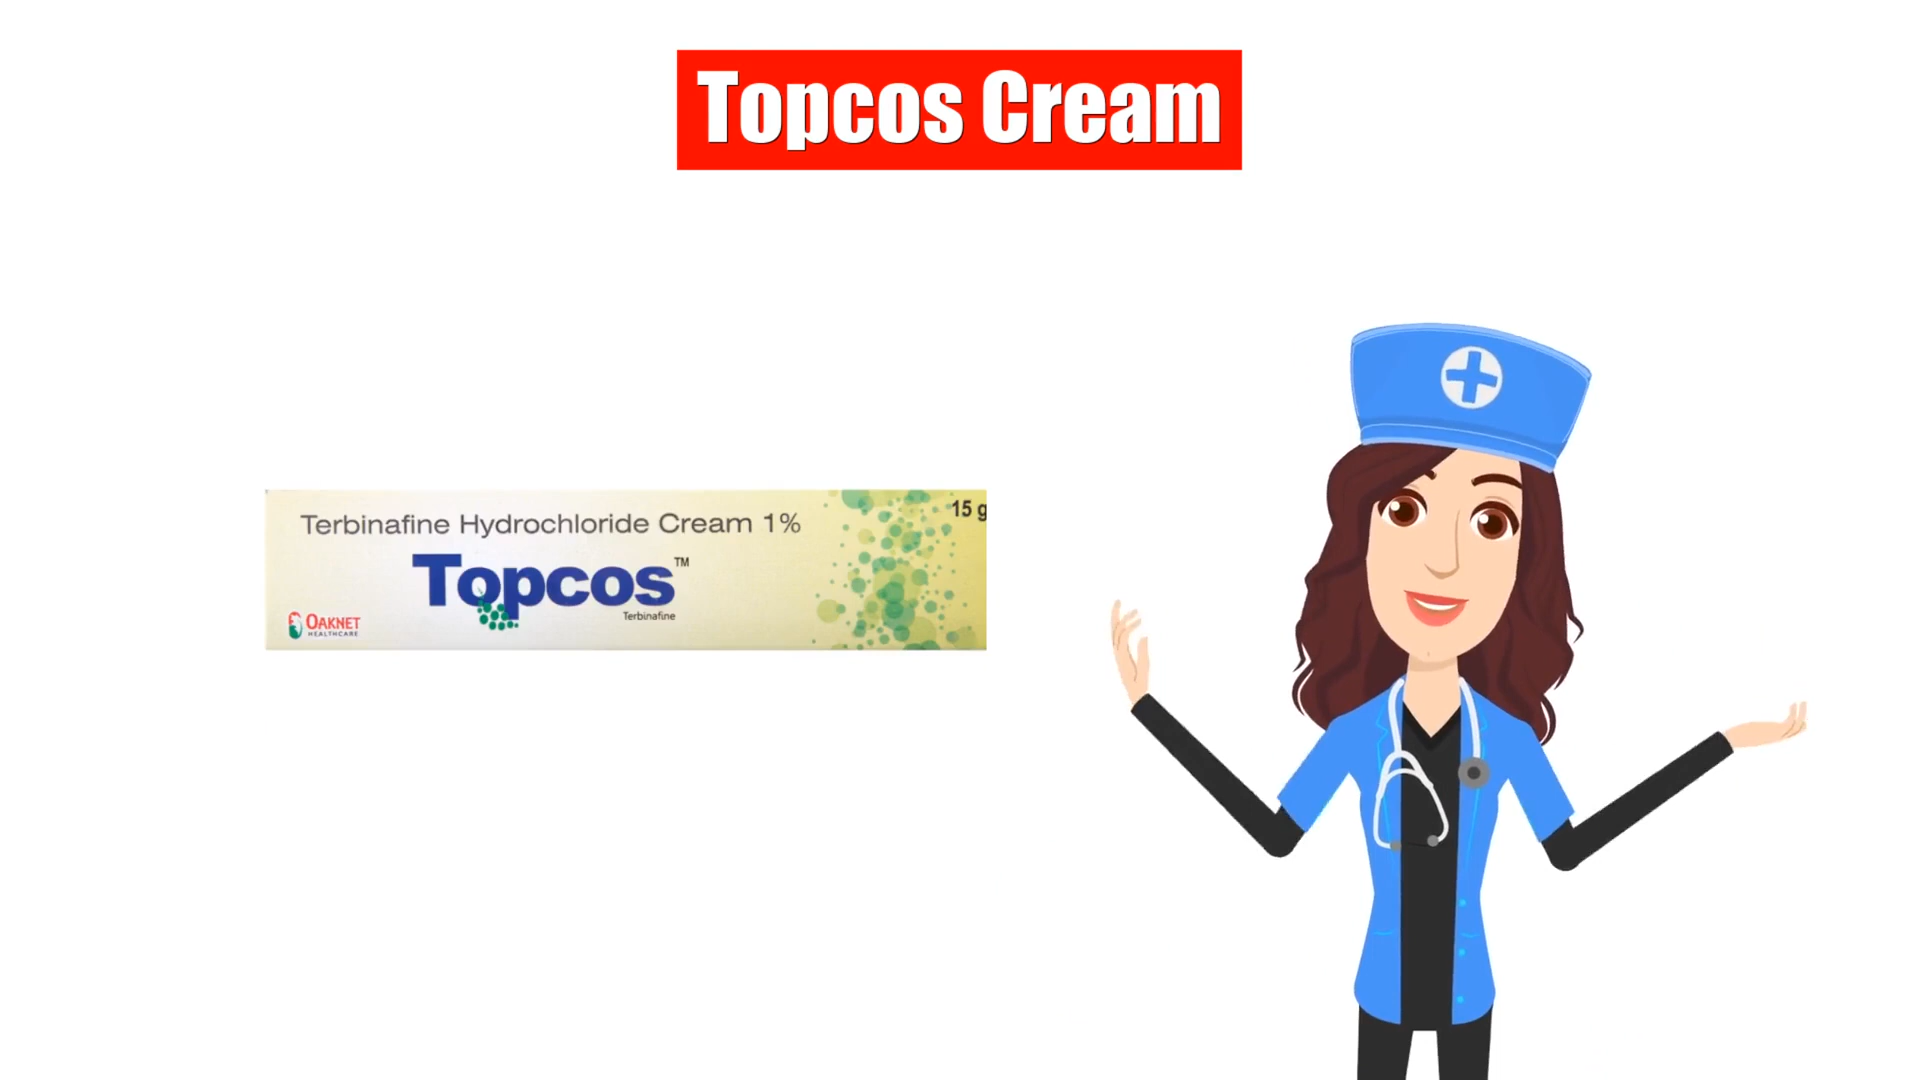 Topcos Cream
Terbinafine Hydrochloride Cream 1%
15 g
Topcos™
Terbinafine
OAKNET
HEALTHCARE